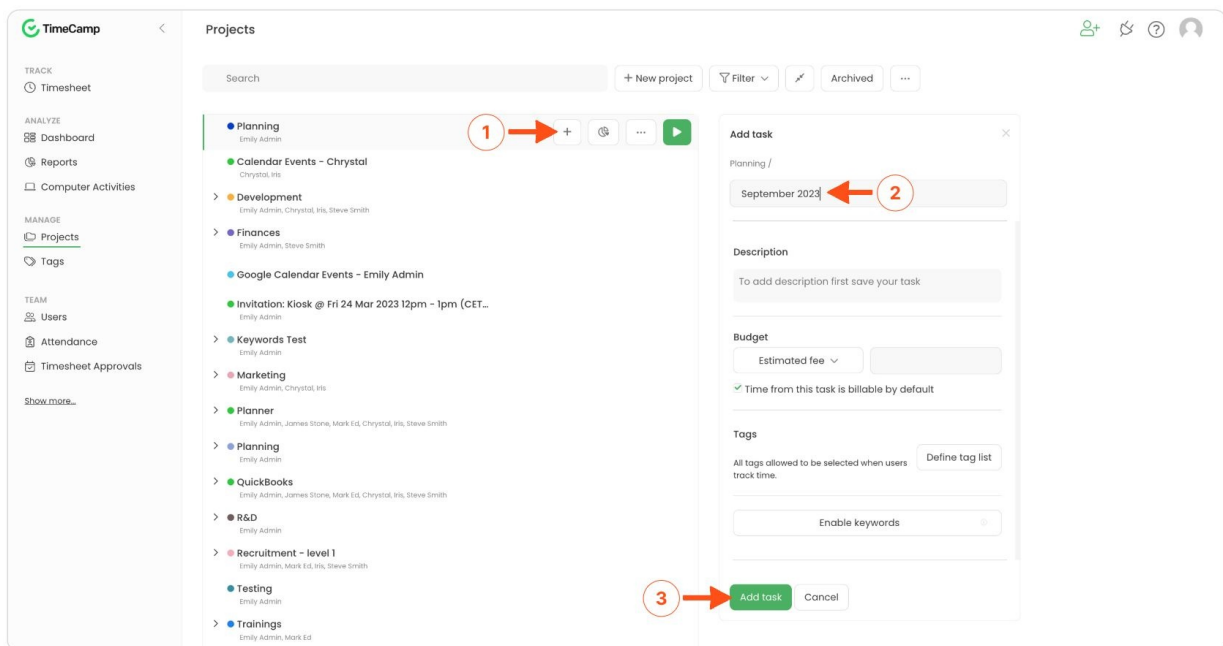 TimeCamp
Projects
TRACK
Timesheet
ANALYZE
Dashboard
Reports
Computer Activities
MANAGE
Projects
Tags
TEAM
Users
Attendance
Timesheet Approvals
Show more...
Search
+ New project
Filter
Archived
...
Planning
Emily Admin
1
+
...
Calendar Events - Chrystal
Chrystal, Iris
Development
Emily Admin, Chrystal, Iris, Steve Smith
Finances
Emily Admin, Steve Smith
Google Calendar Events - Emily Admin
Invitation: Kiosk @ Fri 24 Mar 2023 12pm - 1pm (CET...
Emily Admin
Keywords Test
Emily Admin
Marketing
Emily Admin, Chrystal, Iris
Planner
Emily Admin, James Stone, Mark Ed, Chrystal, Iris, Steve Smith
Planning
Emily Admin
QuickBooks
Emily Admin, James Stone, Mark Ed, Chrystal, Iris, Steve Smith
R&D
Emily Admin
Recruitment - level 1
Emily Admin, Mark Ed, Iris, Steve Smith
Testing
Emily Admin
Trainings
Emily Admin, Mark Ed
Add task
Planning /
September 2023
2
Description
To add description first save your task
Budget
Estimated fee
Time from this task is billable by default
Tags
All tags allowed to be selected when users
track time.
Define tag list
Enable keywords
3
Add task
Cancel